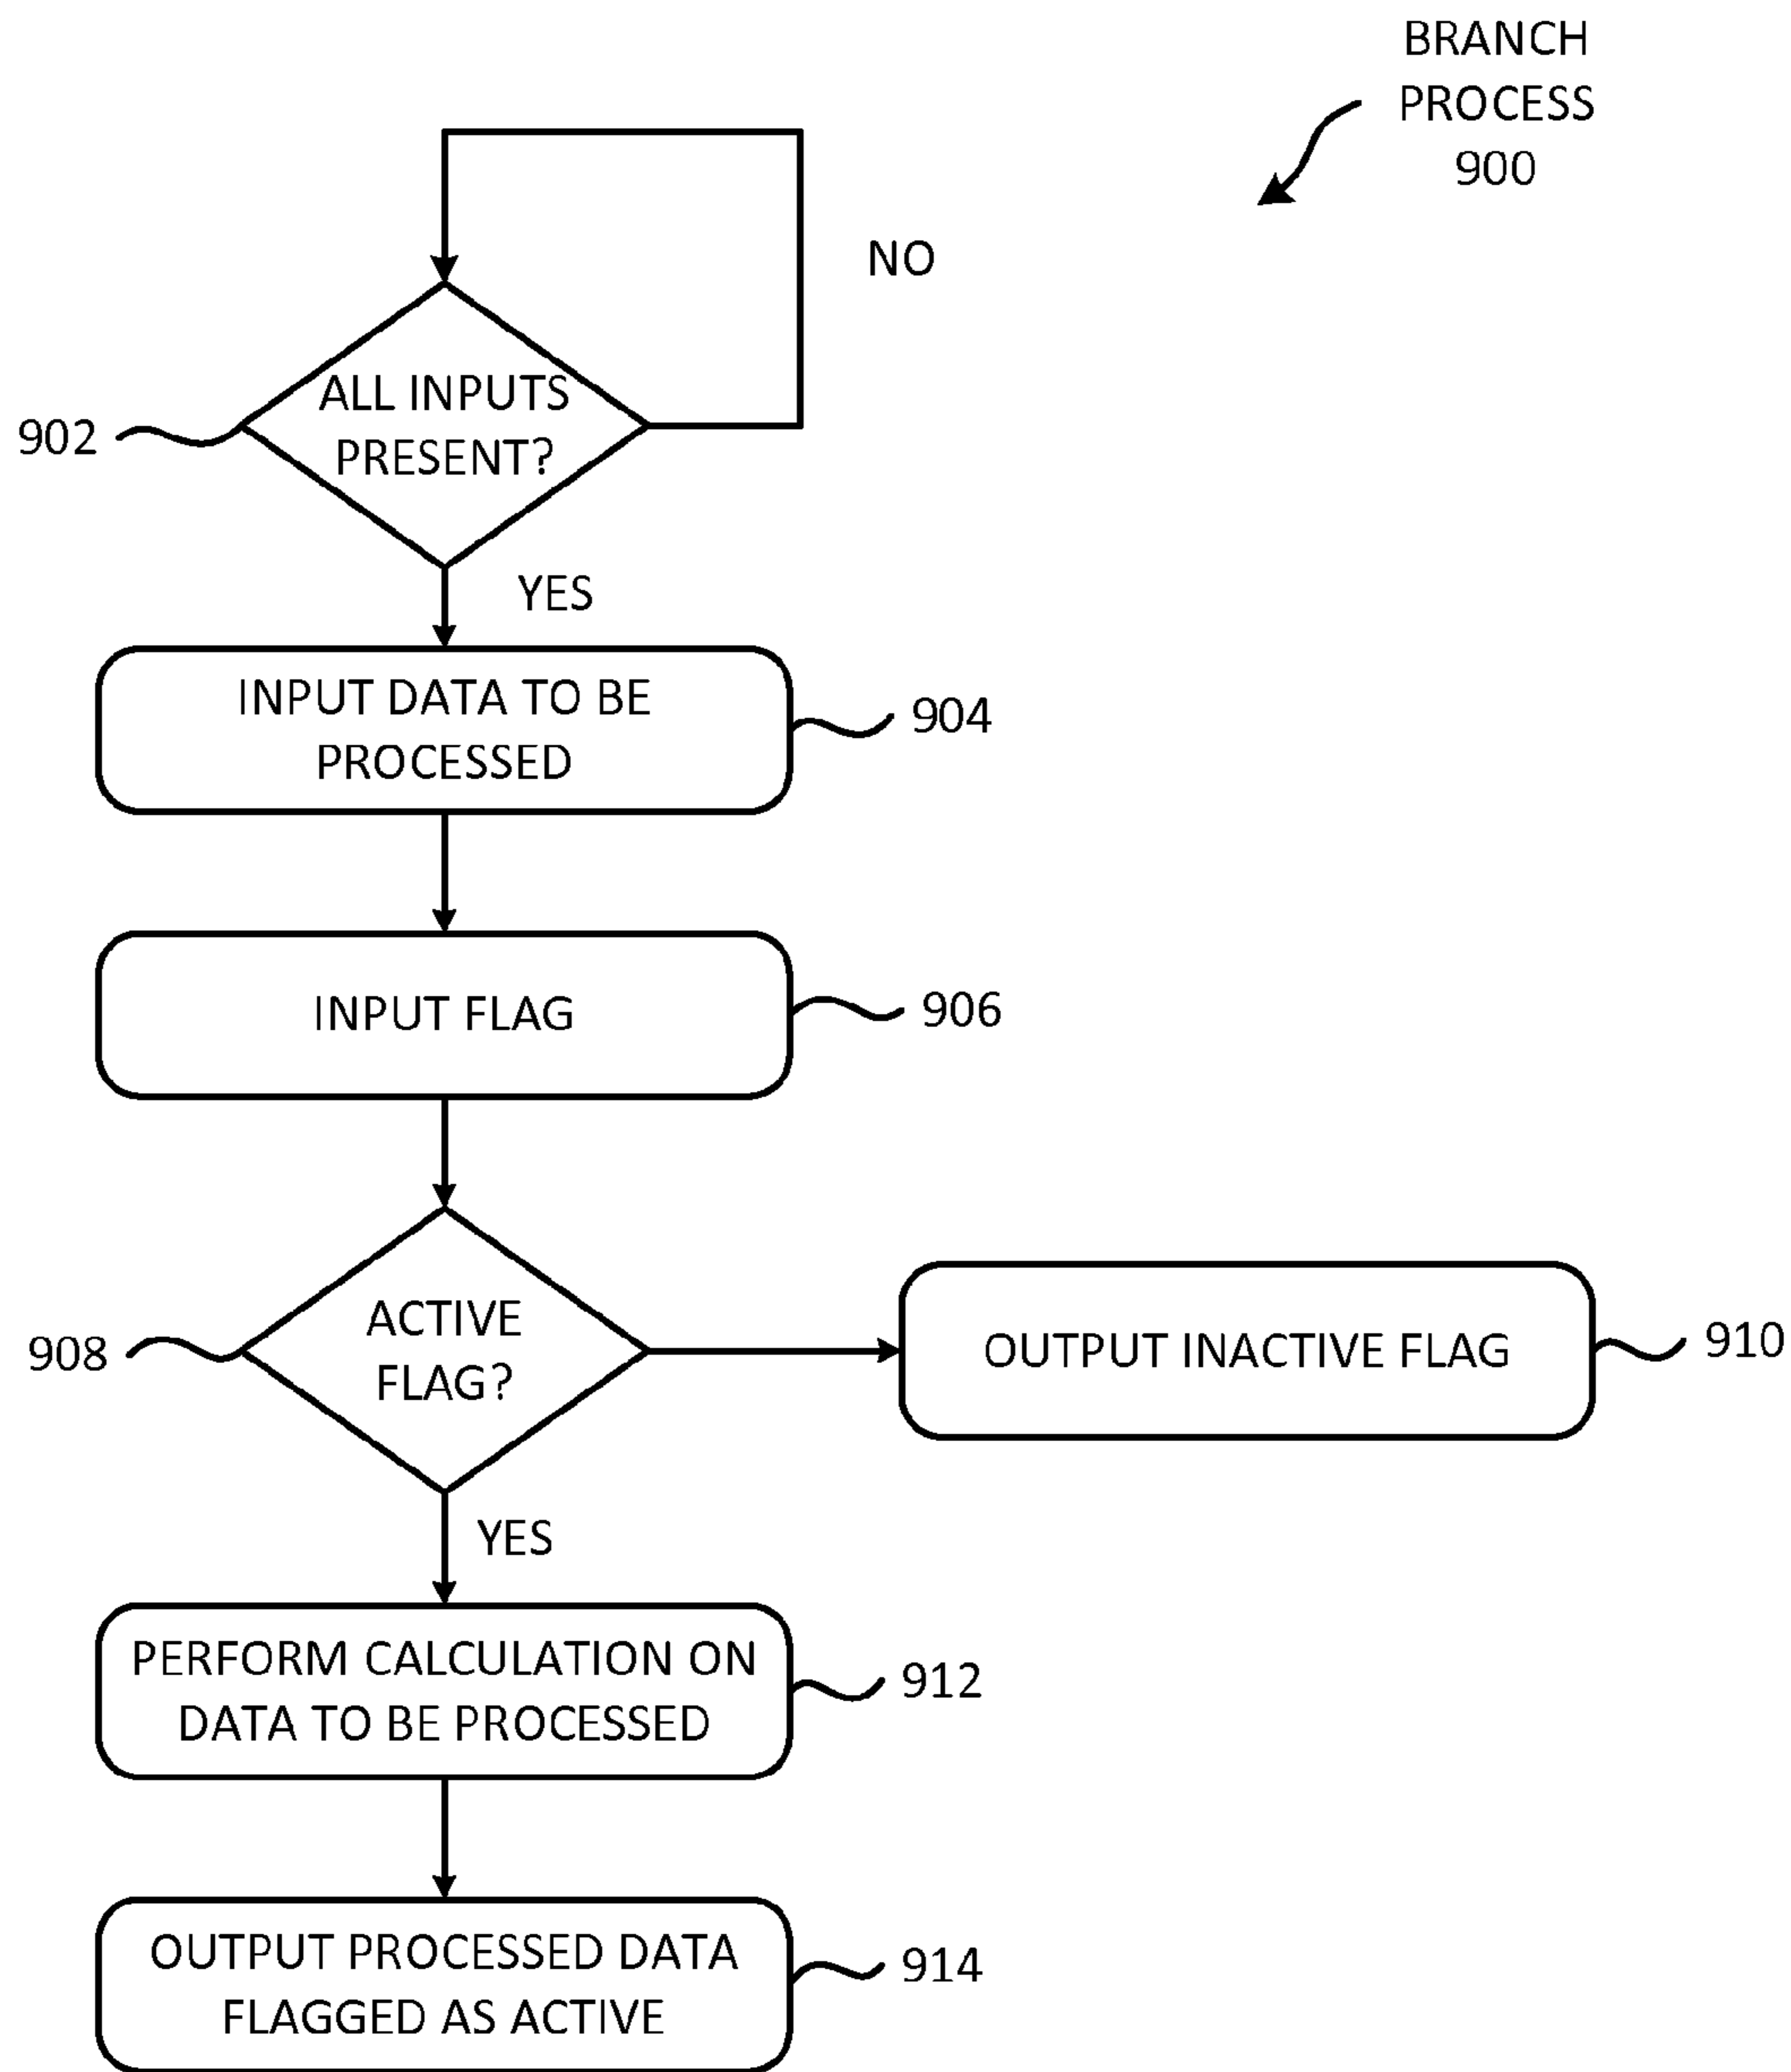 BRANCH
PROCESS
900
NO
ALL INPUTS
PRESENT?
902
YES
INPUT DATA TO BE
PROCESSED
904
INPUT FLAG
906
ACTIVE
FLAG?
908
OUTPUT INACTIVE FLAG
910
YES
PERFORM CALCULATION ON
DATA TO BE PROCESSED
912
OUTPUT PROCESSED DATA
FLAGGED AS ACTIVE
914